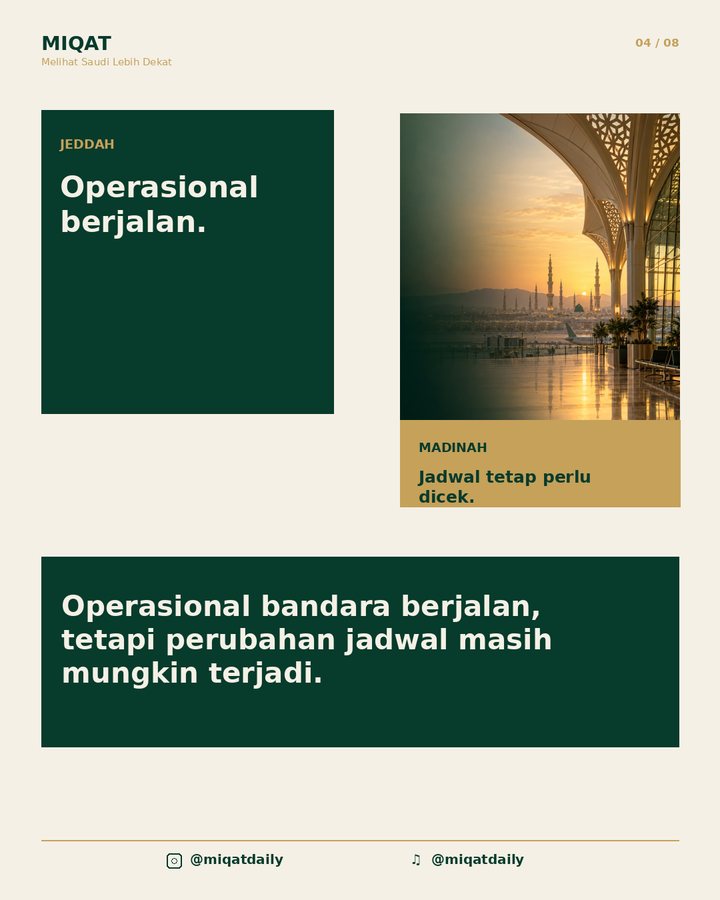 MIQAT
Melihat Saudi Lebih Dekat
04 / 08
JEDDAH
Operasional
berjalan.
MADINAH
Jadwal tetap perlu
dicek.
Operasional bandara berjalan,
tetapi perubahan jadwal masih
mungkin terjadi.
@miqatdaily
♫ @miqatdaily